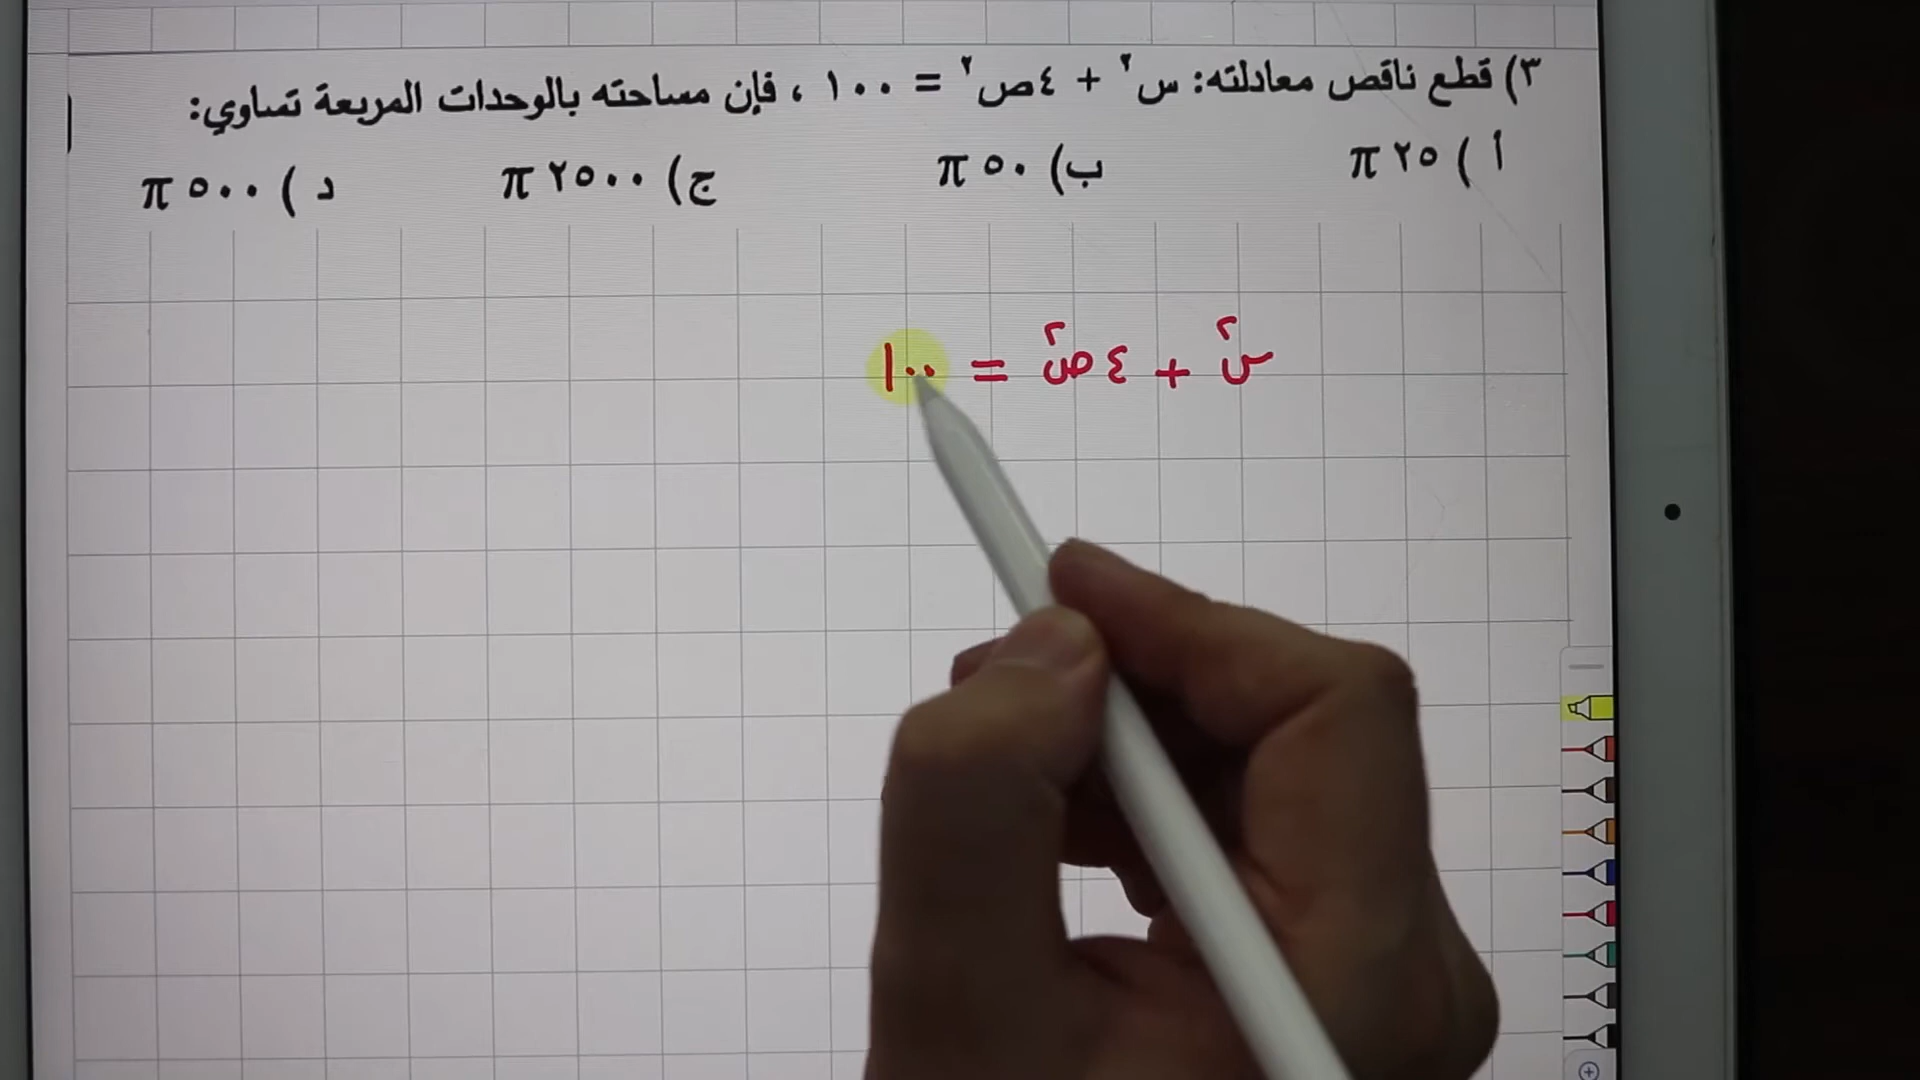 ٣) قطع ناقص معادلته: س٢ + ٤ص٢ = ١٠٠ ، فإن مساحته بالوحدات المربعة تساوي:
أ ) ٢٥ π ب) ٥٠ π ج) ٢٥٠٠ π د ) ٥٠٠ π
س٢ + ٤ص٢ = ١٠٠